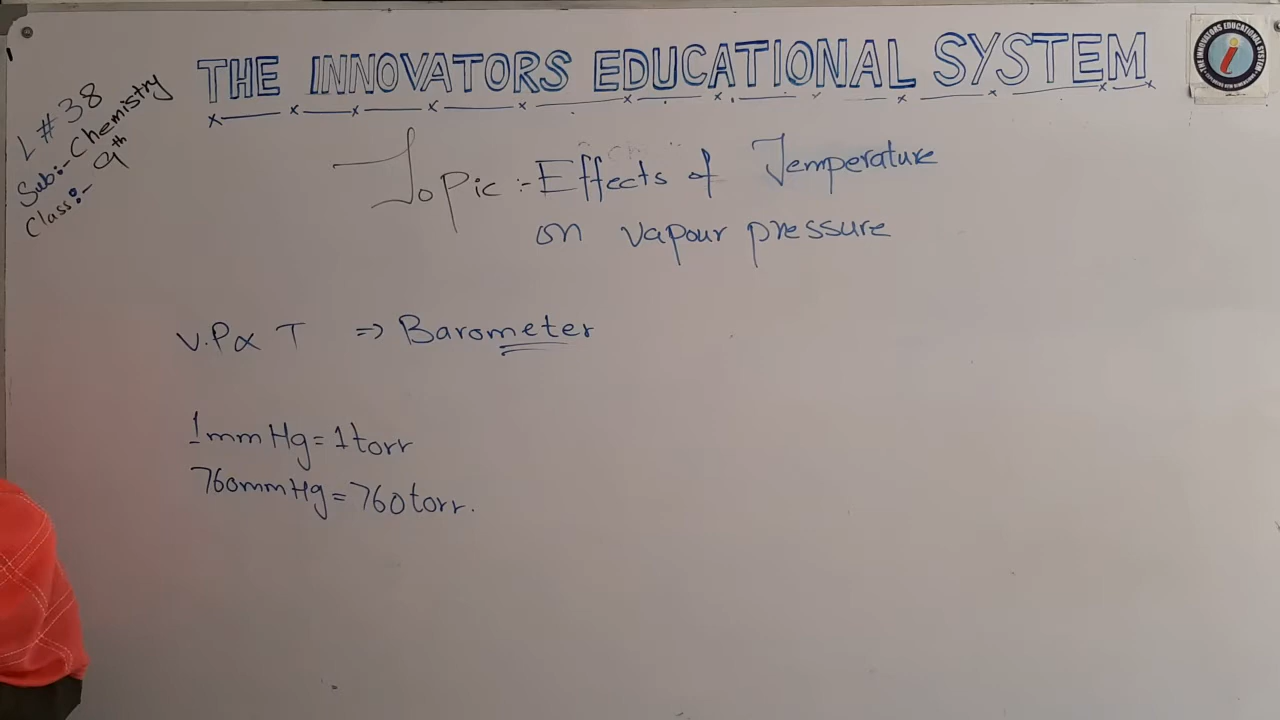 THE INNOVATORS EDUCATIONAL SYSTEM
L # 38
Sub:- Chemistry
Class:- 9th
Topic :- Effects of Temperature
on vapour pressure
V.P ∝ T ⇒ Barometer
1mmHg = 1torr
760mmHg = 760torr.